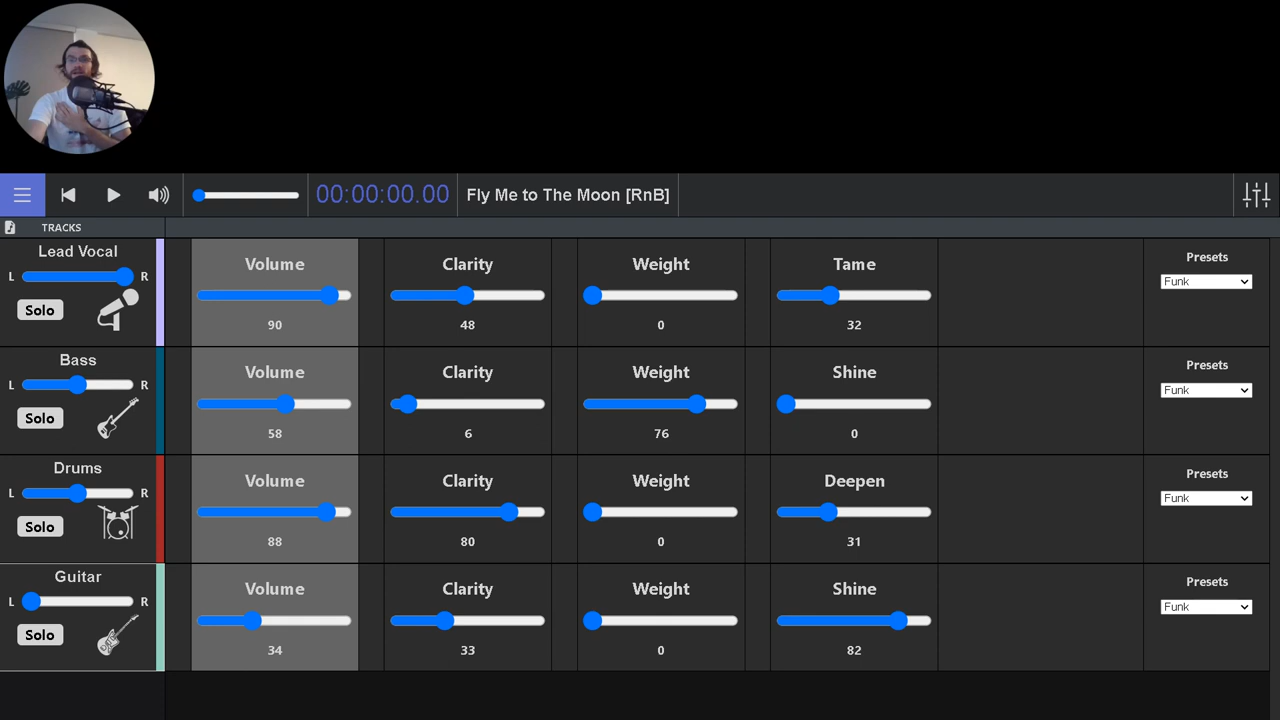 00:00:00.00
Fly Me to The Moon [RnB]
TRACKS
Lead Vocal
L R
Solo
Volume
90
Clarity
48
Weight
0
Tame
32
Presets
Funk
Bass
L R
Solo
Volume
58
Clarity
6
Weight
76
Shine
0
Presets
Funk
Drums
L R
Solo
Volume
88
Clarity
80
Weight
0
Deepen
31
Presets
Funk
Guitar
L R
Solo
Volume
34
Clarity
33
Weight
0
Shine
82
Presets
Funk